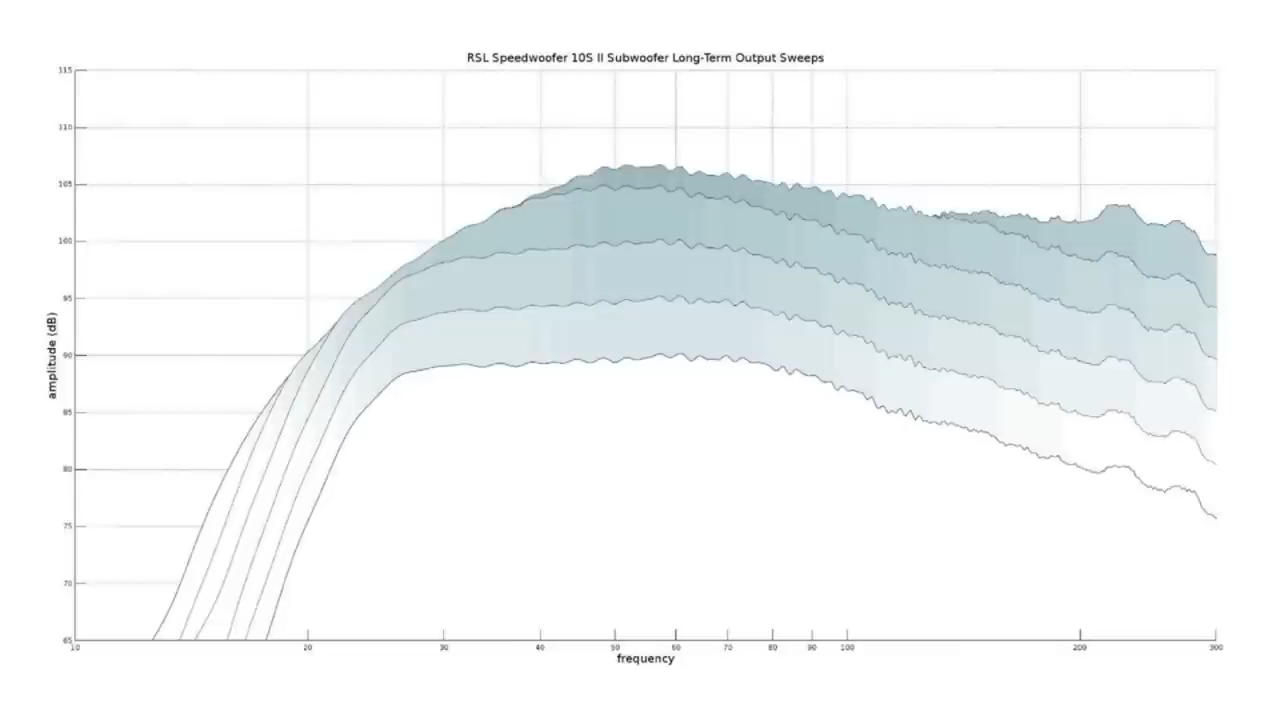 RSL Speedwoofer 10S II Subwoofer Long-Term Output Sweeps
115
110
105
100
95
90
85
80
75
70
65
amplitude (dB)
10 20 30 40 50 60 70 80 90 100 200 300
frequency